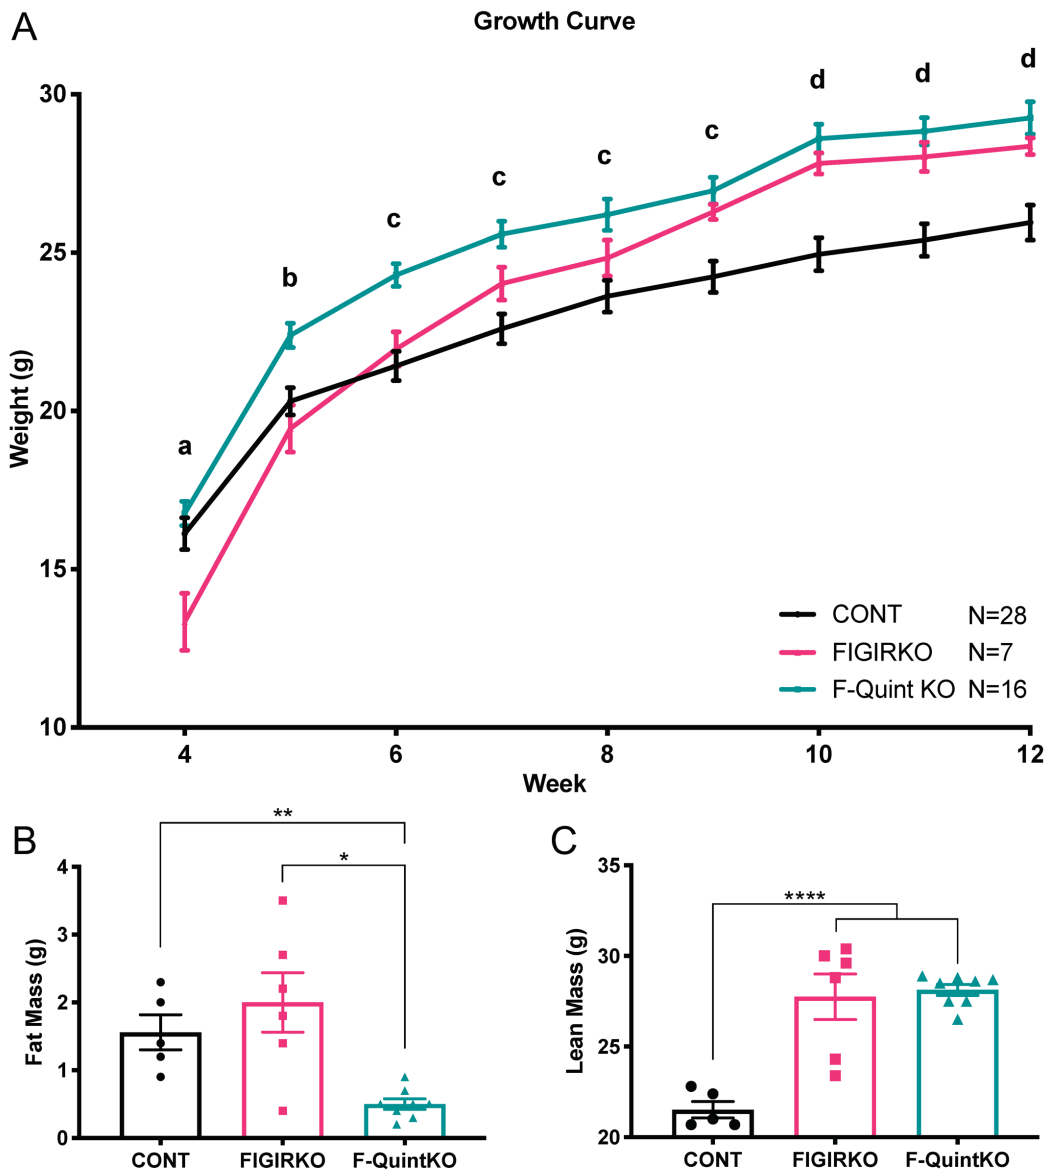 A
Growth Curve
Weight (g)
30
25
20
15
10
a
b
c
c
c
c
d
d
d
CONT N=28
FIGIRKO N=7
F-Quint KO N=16
4 6 8 10 12
Week
B
**
*
Fat Mass (g)
4
3
2
1
0
CONT FIGIRKO F-QuintKO
C
****
Lean Mass (g)
35
30
25
20
CONT FIGIRKO F-QuintKO